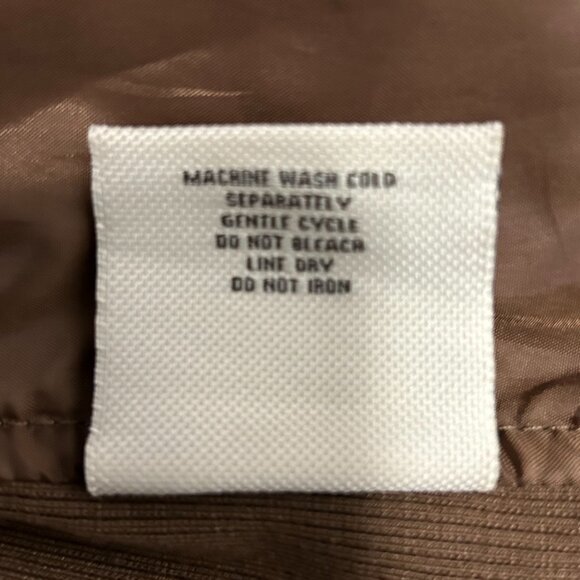 MACHINE WASH COLD
SEPARATELY
GENTLE CYCLE
DO NOT BLEACH
LINE DRY
DO NOT IRON